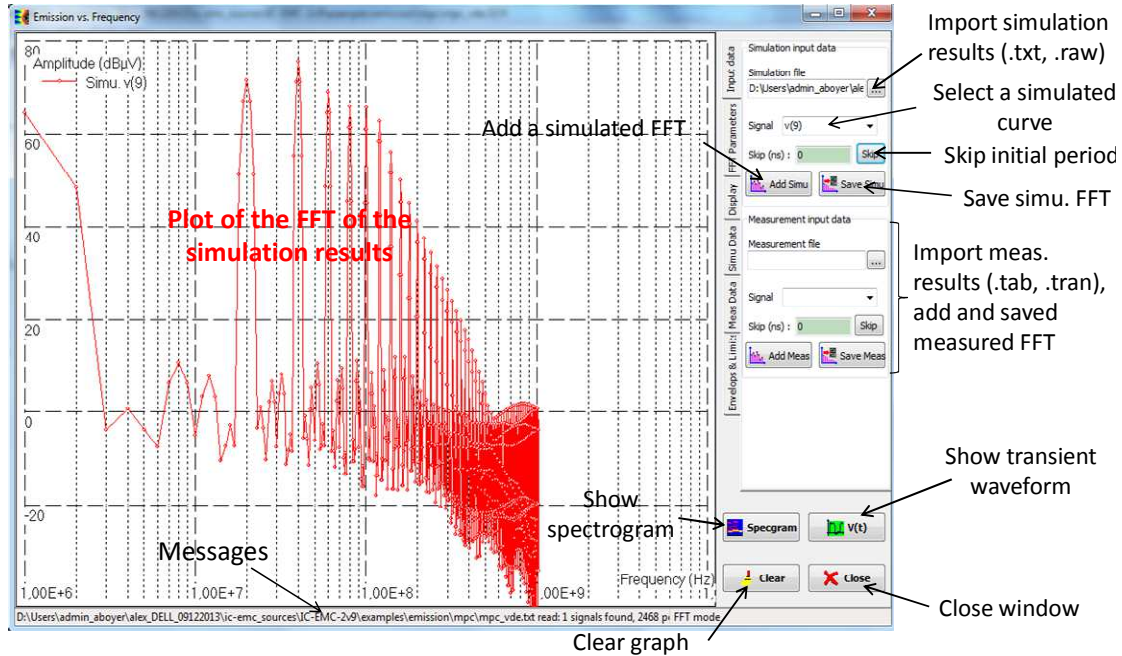 Emission vs. Frequency
80
Amplitude (dBµV)
Simu. v(9)
60
40
20
0
-20
1,00E+6
1,00E+7
1,00E+8
1,00E+9
Frequency (Hz)
Plot of the FFT of the
simulation results
Add a simulated FFT
Messages
Show
spectrogram
Clear graph
D:\Users\admin_aboyer\alex_DELL_09122013\ic-emc_sources\IC-EMC-2v9\examples\emission\mpc\mpc_vde.txt read: 1 signals found, 2468 p
FFT mode
Input data
FFT Parameters
Display
Simu Data
Meas Data
Envelops & Limits
Simulation input data
Simulation file
D:\Users\admin_aboyer\ale
...
Signal v(9)
Skip (ns) : 0 Skip
Add Simu Save Simu
Measurement input data
Measurement file
...
Signal
Skip (ns) : 0 Skip
Add Meas Save Meas
Specgram V(t)
Clear Close
Import simulation
results (.txt, .raw)
Select a simulated
curve
Skip initial period
Save simu. FFT
Import meas.
results (.tab, .tran),
add and saved
measured FFT
Show transient
waveform
Close window